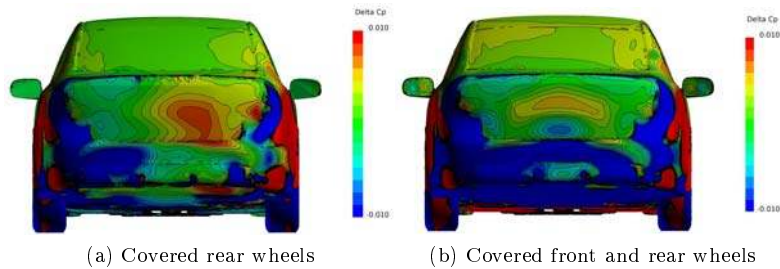 Delta Cp
0.010
-0.010
Delta Cp
0.010
-0.010
(a) Covered rear wheels
(b) Covered front and rear wheels